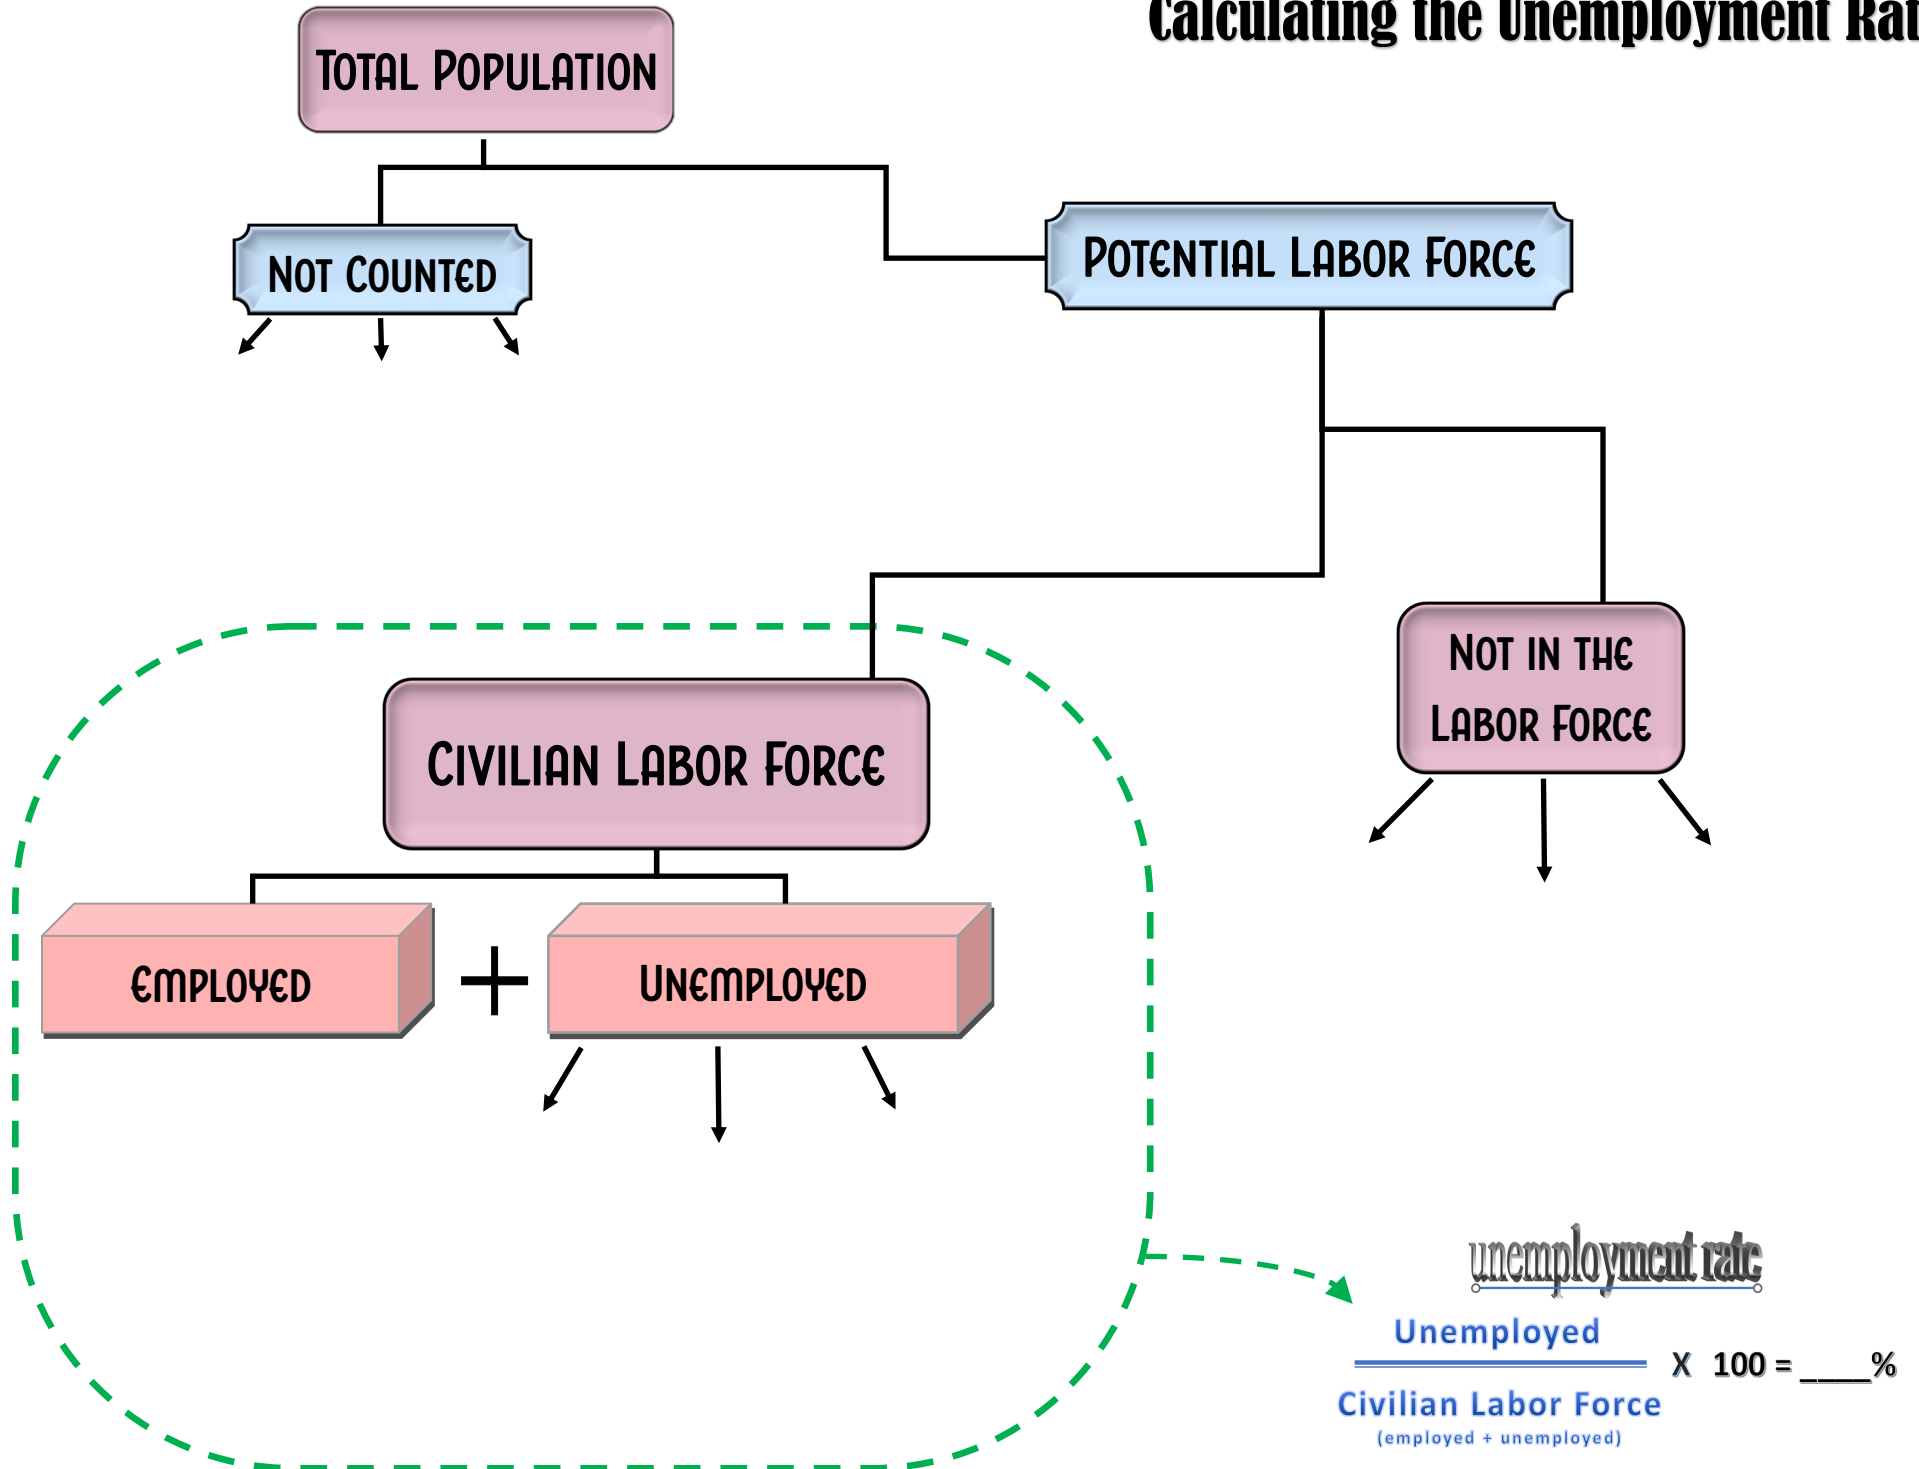 Calculating the Unemployment Rat
Total Population
Not Counted
Potential Labor Force
Not in the
Labor Force
Civilian Labor Force
Employed
+
Unemployed
unemployment rate
Unemployed
X 100 = ____%
Civilian Labor Force
(employed + unemployed)